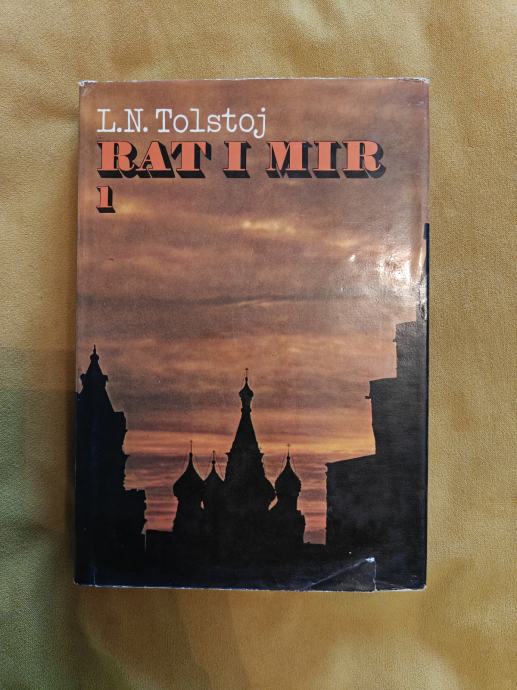 L.N. Tolstoj
RAT I MIR
1